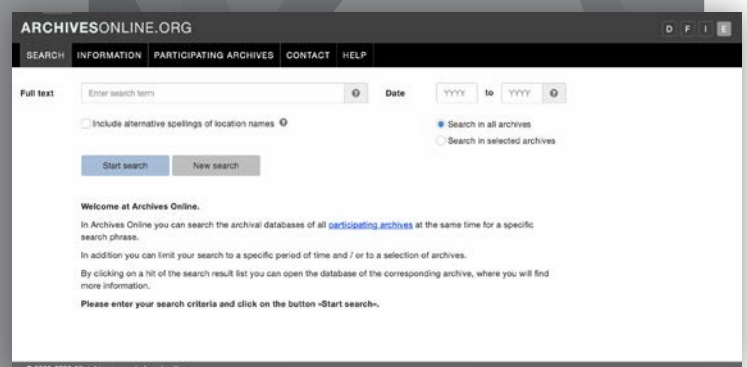 ARCHIVESONLINE.ORG D F I E
SEARCH INFORMATION PARTICIPATING ARCHIVES CONTACT HELP
Full text Enter search term Date YYYY to YYYY
Include alternative spellings of location names
Search in all archives
Search in selected archives
Start search New search
Welcome at Archives Online.
In Archives Online you can search the archival databases of all participating archives at the same time for a specific
search phrase.
In addition you can limit your search to a specific period of time and / or to a selection of archives.
By clicking on a hit of the search result list you can open the database of the corresponding archive, where you will find
more information.
Please enter your search criteria and click on the button «Start search».